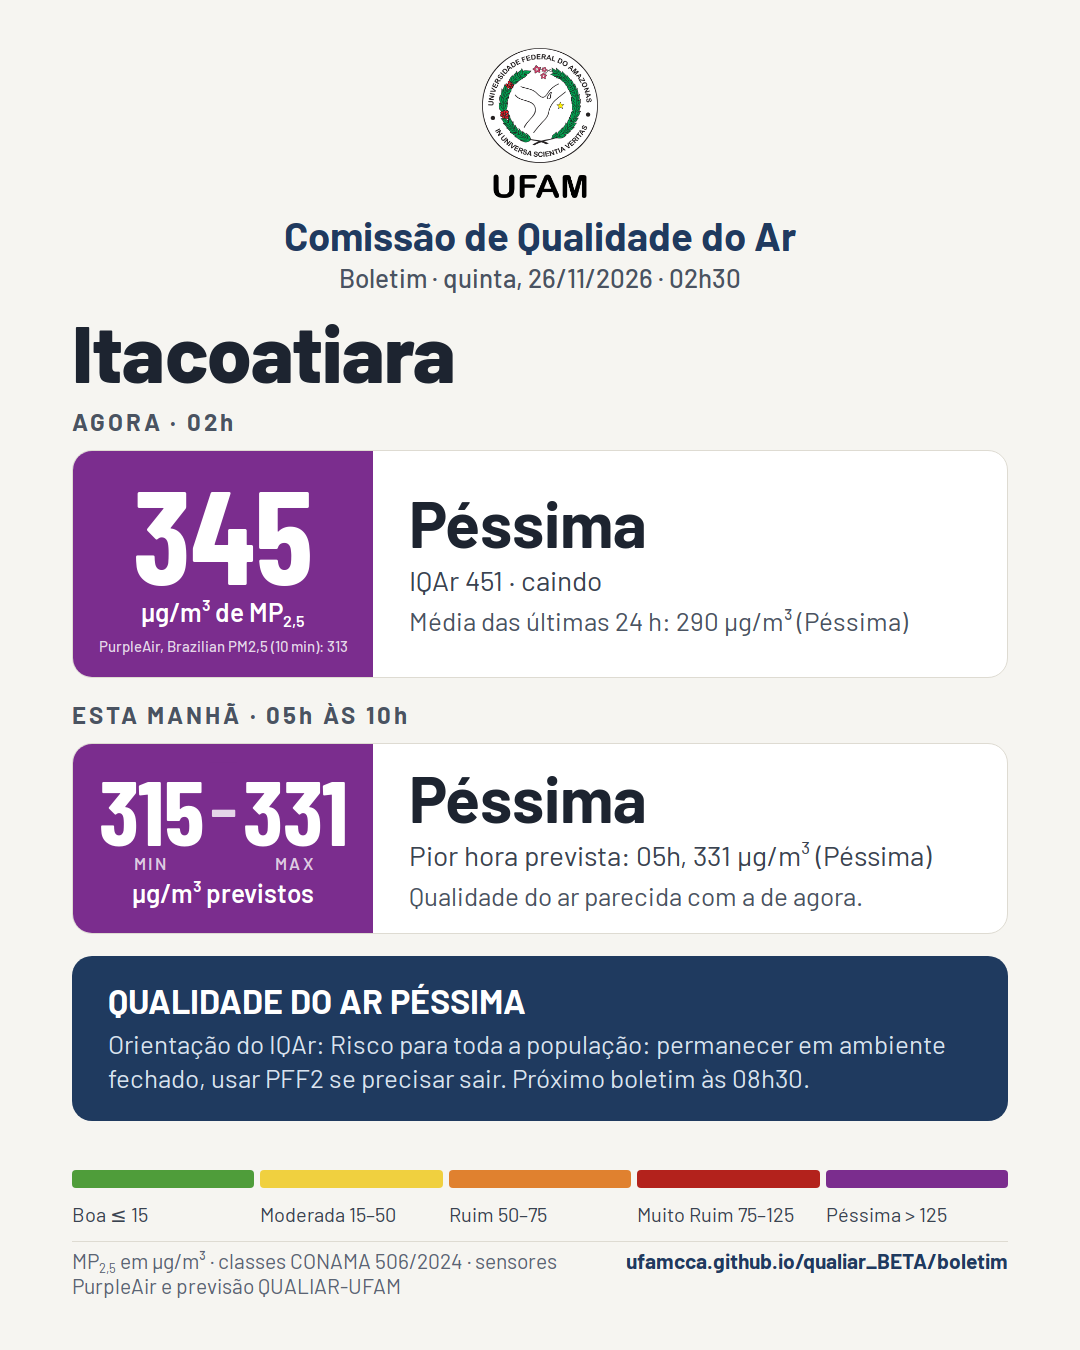 UNIVERSIDADE FEDERAL DO AMAZONAS
IN UNIVERSA SCIENTIA VERITAS
UFAM
Comissão de Qualidade do Ar
Boletim · quinta, 26/11/2026 · 02h30
Itacoatiara
AGORA · 02h
345
µg/m³ de MP2,5
PurpleAir, Brazilian PM2,5 (10 min): 313
Péssima
IQAr 451 · caindo
Média das últimas 24 h: 290 µg/m³ (Péssima)
ESTA MANHÃ · 05h ÀS 10h
315 – 331
MIN MAX
µg/m³ previstos
Péssima
Pior hora prevista: 05h, 331 µg/m³ (Péssima)
Qualidade do ar parecida com a de agora.
QUALIDADE DO AR PÉSSIMA
Orientação do IQAr: Risco para toda a população: permanecer em ambiente
fechado, usar PFF2 se precisar sair. Próximo boletim às 08h30.
Boa ≤ 15 Moderada 15–50 Ruim 50–75 Muito Ruim 75–125 Péssima > 125
MP2,5 em µg/m³ · classes CONAMA 506/2024 · sensores
PurpleAir e previsão QUALIAR-UFAM
ufamcca.github.io/qualiar_BETA/boletim